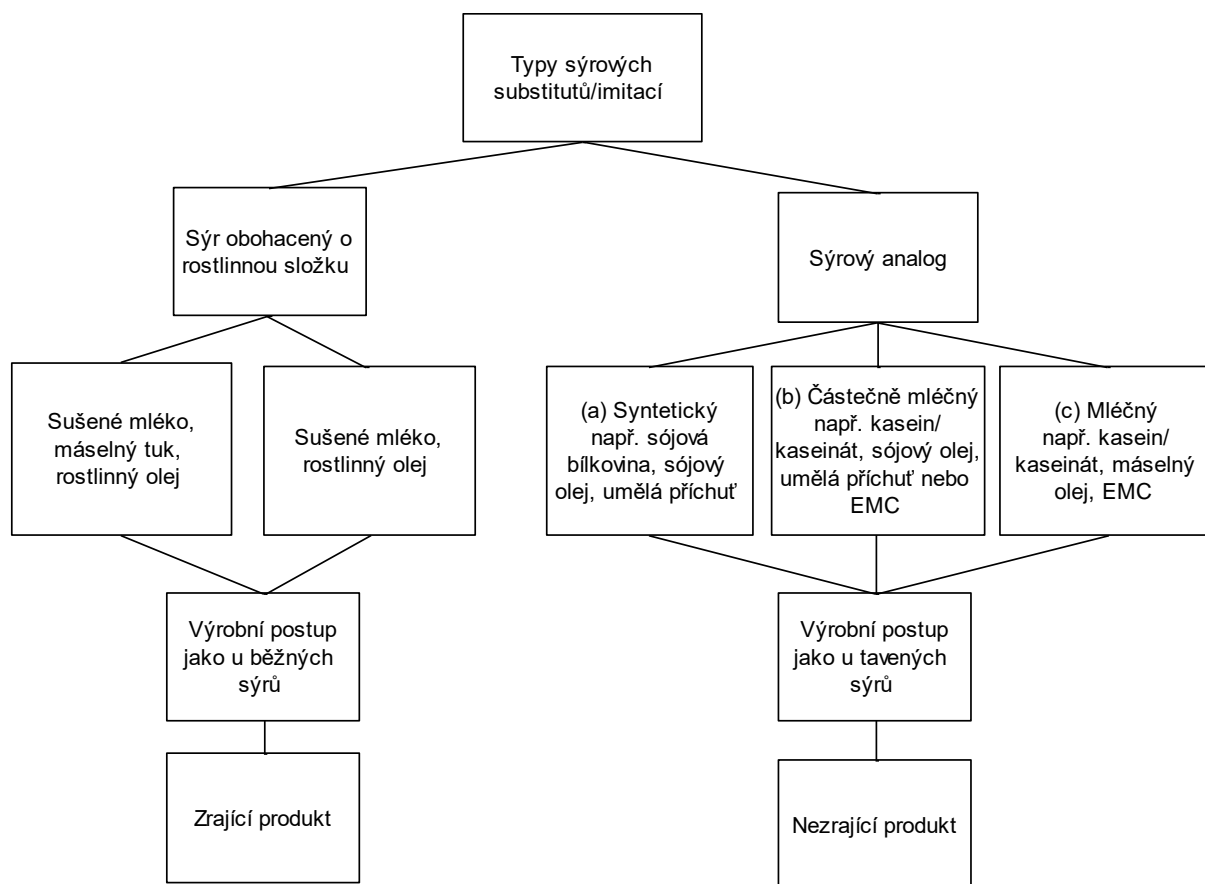 Typy sýrových
substitutů/imitací
Sýr obohacený o
rostlinnou složku
Sýrový analog
Sušené mléko,
máselný tuk,
rostlinný olej
Sušené mléko,
rostlinný olej
(a) Syntetický
např. sójová
bílkovina, sójový
olej, umělá příchuť
(b) Částečně mléčný
např. kasein/
kaseinát, sójový olej,
umělá příchuť nebo
EMC
(c) Mléčný
např. kasein/
kaseinát, máselný
olej, EMC
Výrobní postup
jako u běžných
sýrů
Výrobní postup
jako u tavených
sýrů
Zrající produkt
Nezrající produkt